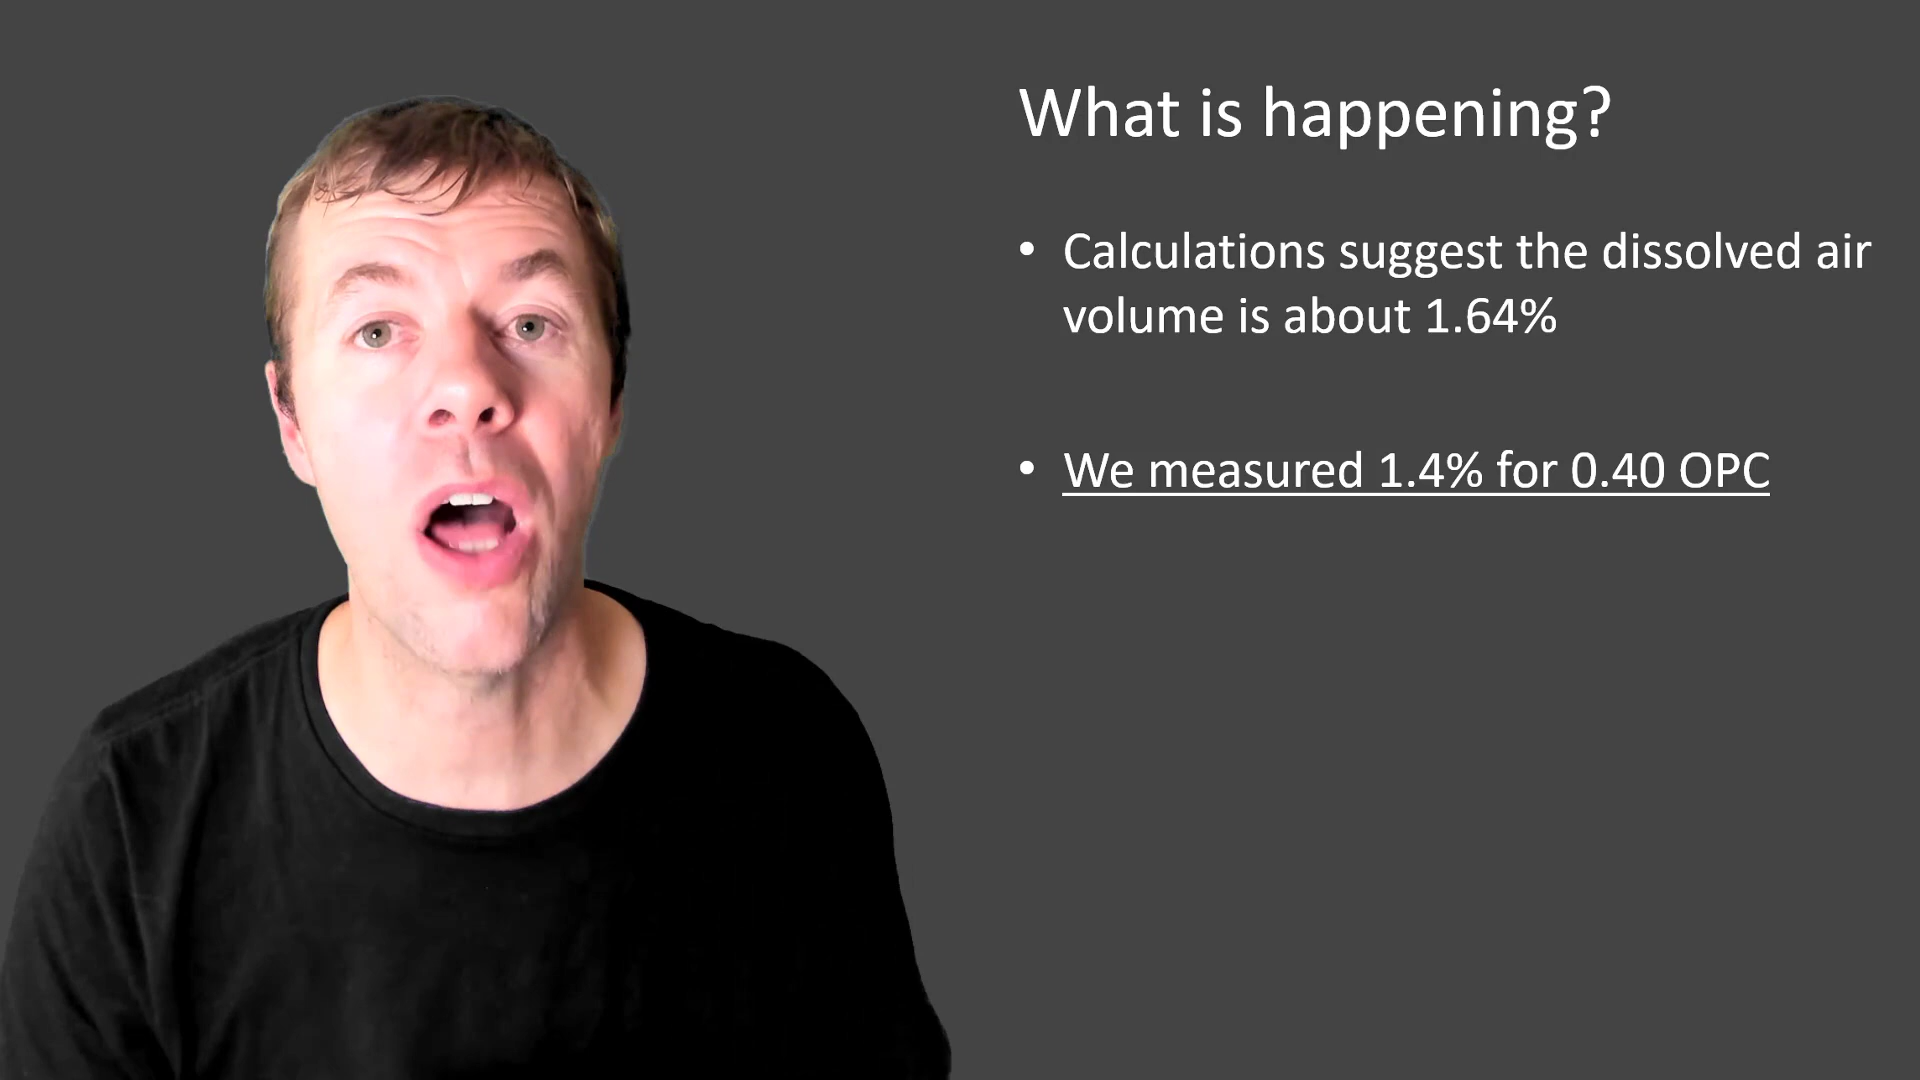 What is happening?
• Calculations suggest the dissolved air
volume is about 1.64%
• We measured 1.4% for 0.40 OPC